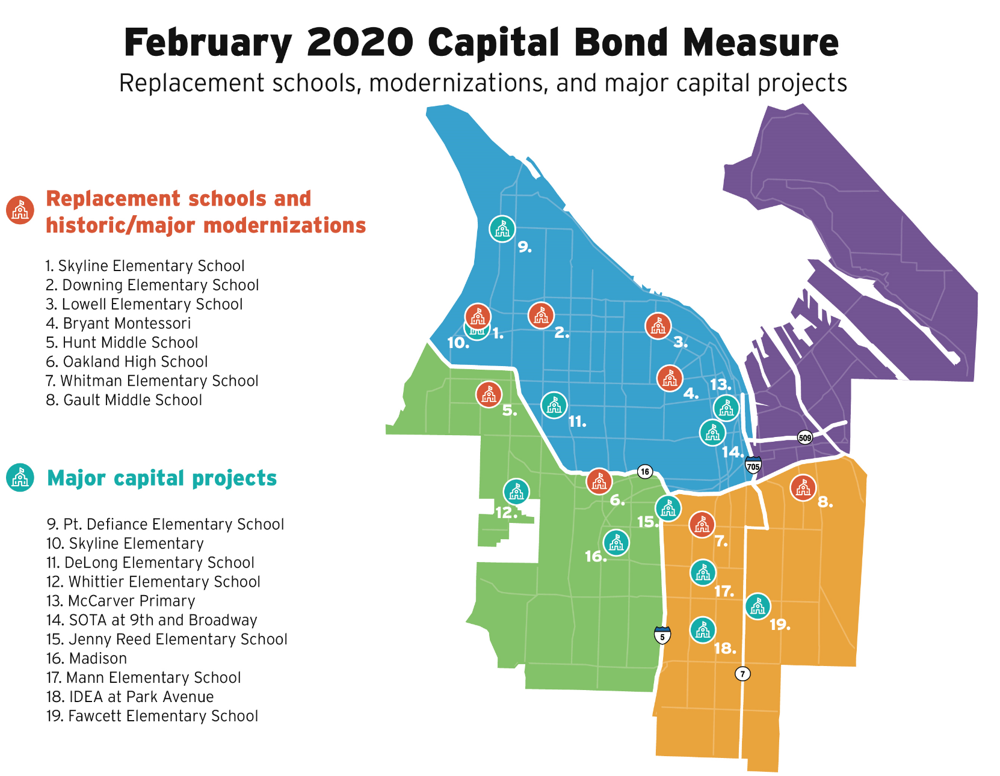 February 2020 Capital Bond Measure
Replacement schools, modernizations, and major capital projects
Replacement schools and
historic/major modernizations
1. Skyline Elementary School
2. Downing Elementary School
3. Lowell Elementary School
4. Bryant Montessori
5. Hunt Middle School
6. Oakland High School
7. Whitman Elementary School
8. Gault Middle School
Major capital projects
9. Pt. Defiance Elementary School
10. Skyline Elementary
11. DeLong Elementary School
12. Whittier Elementary School
13. McCarver Primary
14. SOTA at 9th and Broadway
15. Jenny Reed Elementary School
16. Madison
17. Mann Elementary School
18. IDEA at Park Avenue
19. Fawcett Elementary School
9.
1.
2.
10.
3.
4.
13.
5.
11.
14.
509
705
16
6.
8.
12.
15.
7.
16.
17.
19.
5
18.
7